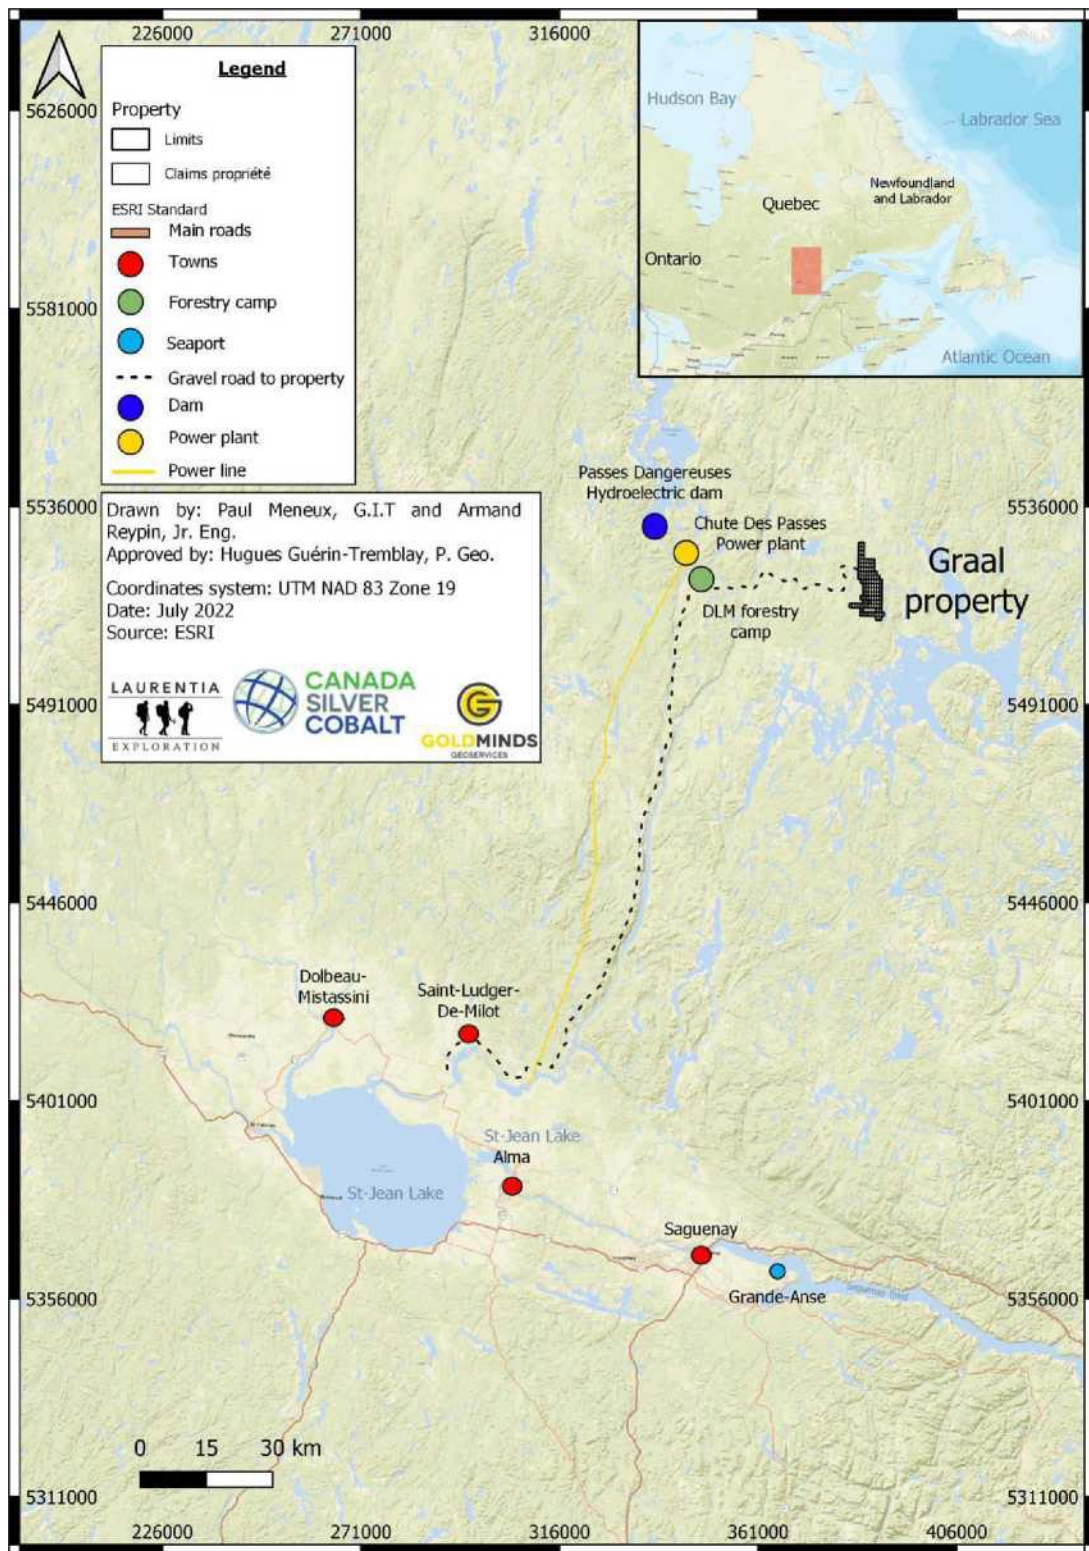 226000
271000
316000
Legend
Property
Limits
Claims propriété
ESRI Standard
Main roads
Towns
Forestry camp
Seaport
Gravel road to property
Dam
Power plant
Power line
Hudson Bay
Labrador Sea
Newfoundland
and Labrador
Quebec
Ontario
Atlantic Ocean
5626000
5581000
5536000
5536000
Drawn by: Paul Meneux, G.I.T and Armand
Reypin, Jr. Eng.
Approved by: Hugues Guérin-Tremblay, P. Geo.
Coordinates system: UTM NAD 83 Zone 19
Date: July 2022
Source: ESRI
LAURENTIA
EXPLORATION
CANADA
SILVER
COBALT
GOLDMINDS
GEOSERVICES
Passes Dangereuses
Hydroelectric dam
Chute Des Passes
Power plant
DLM forestry
camp
Graal
property
5491000
5491000
5446000
5446000
Dolbeau-
Mistassini
Saint-Ludger-
De-Milot
5401000
5401000
St-Jean Lake
Alma
St-Jean Lake
Saguenay
Grande-Anse
5356000
5356000
0 15 30 km
5311000
5311000
226000
271000
316000
361000
406000